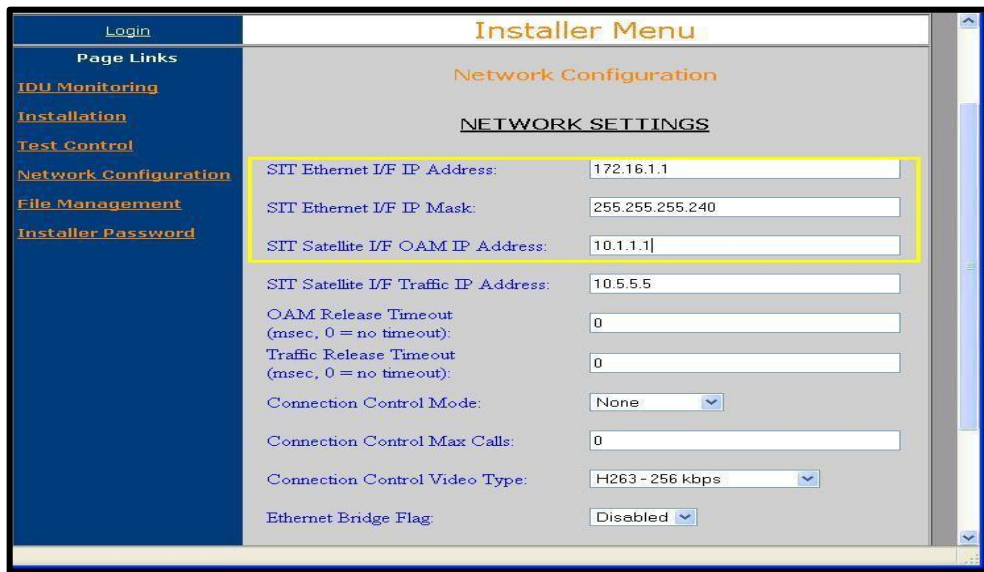 Login
Page Links
IDU Monitoring
Installation
Test Control
Network Configuration
File Management
Installer Password
Installer Menu
Network Configuration
NETWORK SETTINGS
SIT Ethernet I/F IP Address: 172.16.1.1
SIT Ethernet I/F IP Mask: 255.255.255.240
SIT Satellite I/F OAM IP Address: 10.1.1.1
SIT Satellite I/F Traffic IP Address: 10.5.5.5
OAM Release Timeout
(msec, 0 = no timeout): 0
Traffic Release Timeout
(msec, 0 = no timeout): 0
Connection Control Mode: None
Connection Control Max Calls: 0
Connection Control Video Type: H263 - 256 kbps
Ethernet Bridge Flag: Disabled